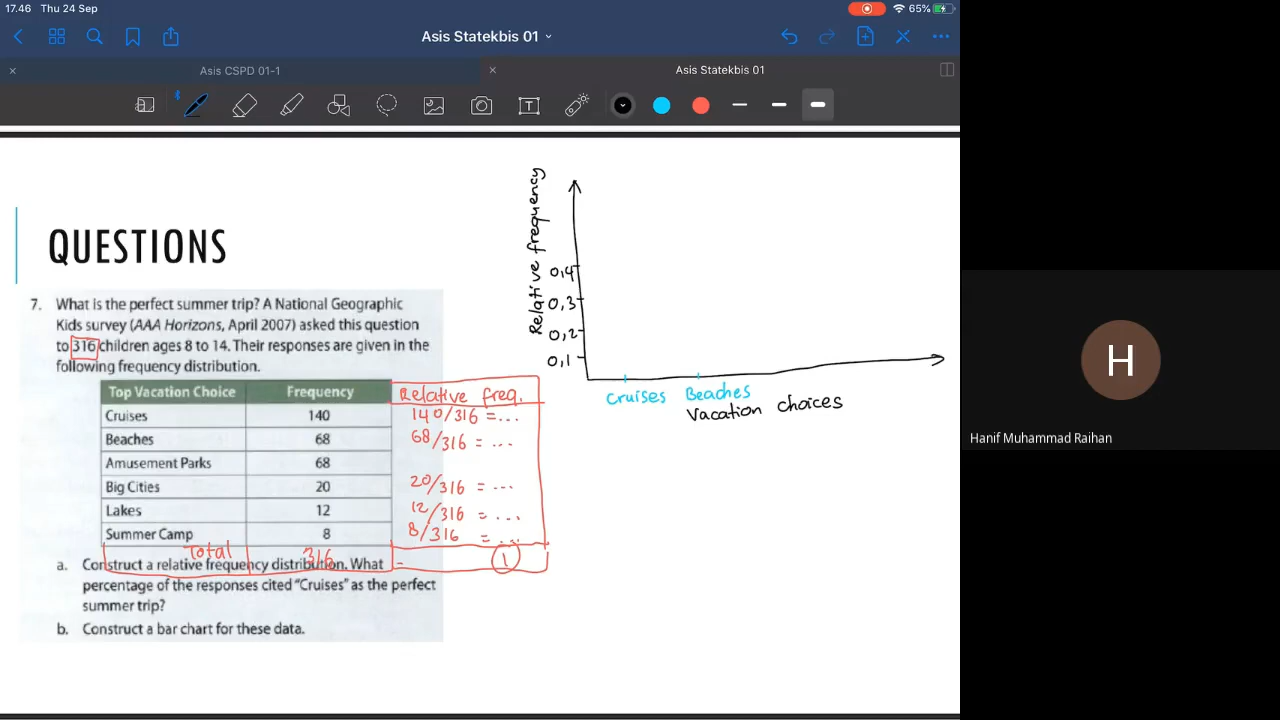 17.46 Thu 24 Sep
65%
Asis Statekbis 01
Asis CSPD 01-1
Asis Statekbis 01
T
QUESTIONS
7. What is the perfect summer trip? A National Geographic
Kids survey (AAA Horizons, April 2007) asked this question
to 316 children ages 8 to 14. Their responses are given in the
following frequency distribution.
Top Vacation Choice Frequency Relative freq.
Cruises 140 140/316 = ...
Beaches 68 68/316 = ...
Amusement Parks 68
Big Cities 20 20/316 = ...
Lakes 12 12/316 = ...
Summer Camp 8 8/316 = ...
Total 316 1
a. Construct a relative frequency distribution. What
percentage of the responses cited "Cruises" as the perfect
summer trip?
b. Construct a bar chart for these data.
Relative frequency
0,4
0,3
0,2
0,1
Cruises Beaches
Vacation choices
H
Hanif Muhammad Raihan